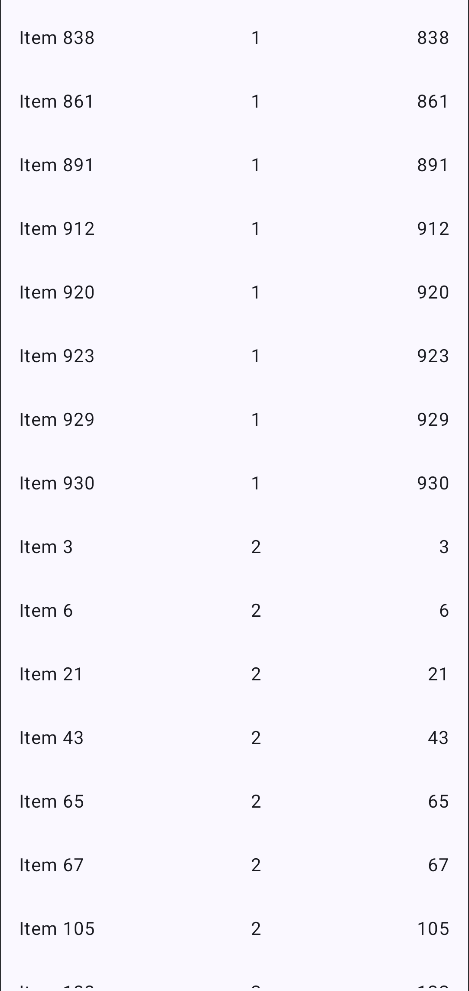 Item 838 1 838
Item 861 1 861
Item 891 1 891
Item 912 1 912
Item 920 1 920
Item 923 1 923
Item 929 1 929
Item 930 1 930
Item 3 2 3
Item 6 2 6
Item 21 2 21
Item 43 2 43
Item 65 2 65
Item 67 2 67
Item 105 2 105